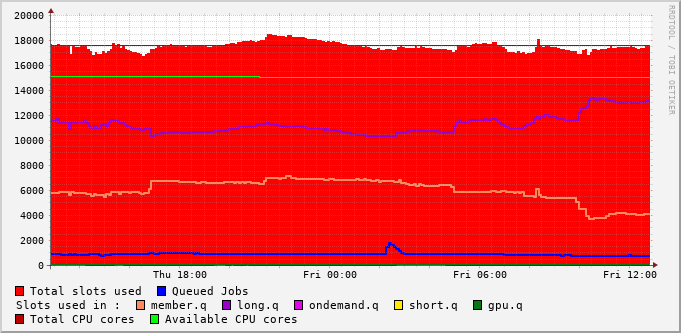 20000
18000
16000
14000
12000
10000
8000
6000
4000
2000
0
Thu 18:00 Fri 00:00 Fri 06:00 Fri 12:00
Total slots used Queued Jobs
Slots used in : member.q long.q ondemand.q short.q gpu.q
Total CPU cores Available CPU cores
RRDTOOL / TOBI OETIKER